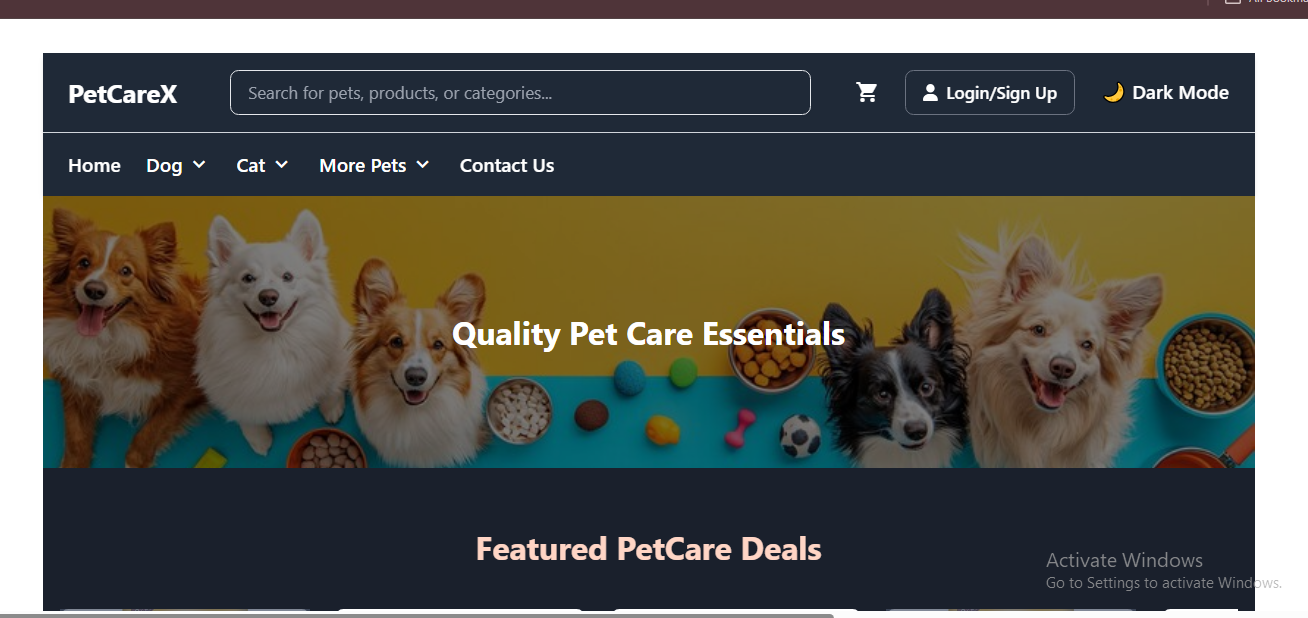 PetCareX
Search for pets, products, or categories...
Login/Sign Up
Dark Mode
Home
Dog
Cat
More Pets
Contact Us
Quality Pet Care Essentials
Featured PetCare Deals
Activate Windows
Go to Settings to activate Windows.